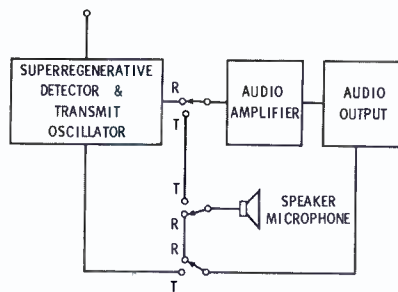 SUPERREGENERATIVE
DETECTOR &
TRANSMIT
OSCILLATOR
R
T
AUDIO
AMPLIFIER
AUDIO
OUTPUT
T
R
SPEAKER
MICROPHONE
R
T